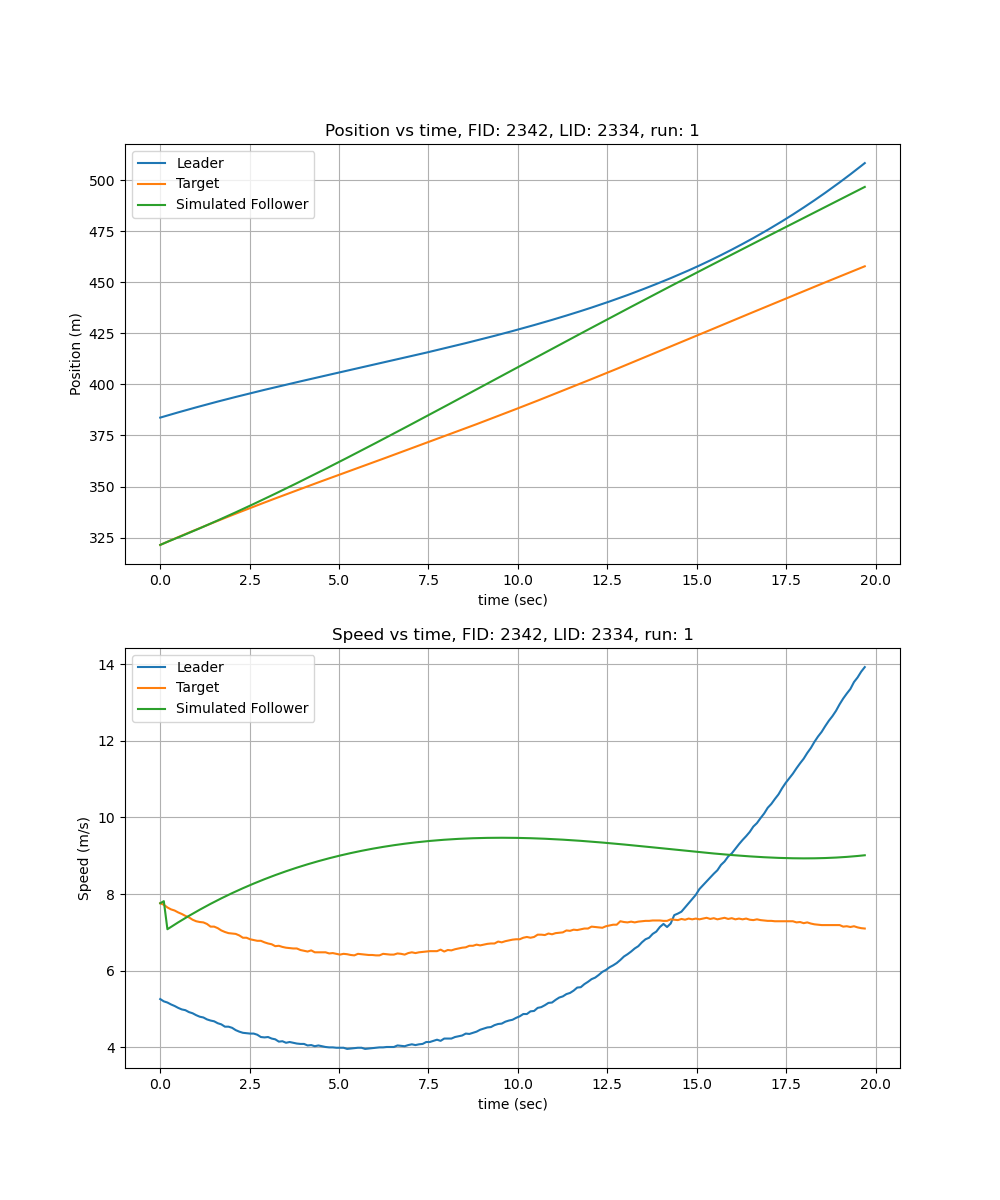 Position vs time, FID: 2342, LID: 2334, run: 1
Leader
Target
Simulated Follower
500
475
450
425
400
375
350
325
Position (m)
0.0 2.5 5.0 7.5 10.0 12.5 15.0 17.5 20.0
time (sec)
Speed vs time, FID: 2342, LID: 2334, run: 1
Leader
Target
Simulated Follower
14
12
10
8
6
4
Speed (m/s)
0.0 2.5 5.0 7.5 10.0 12.5 15.0 17.5 20.0
time (sec)